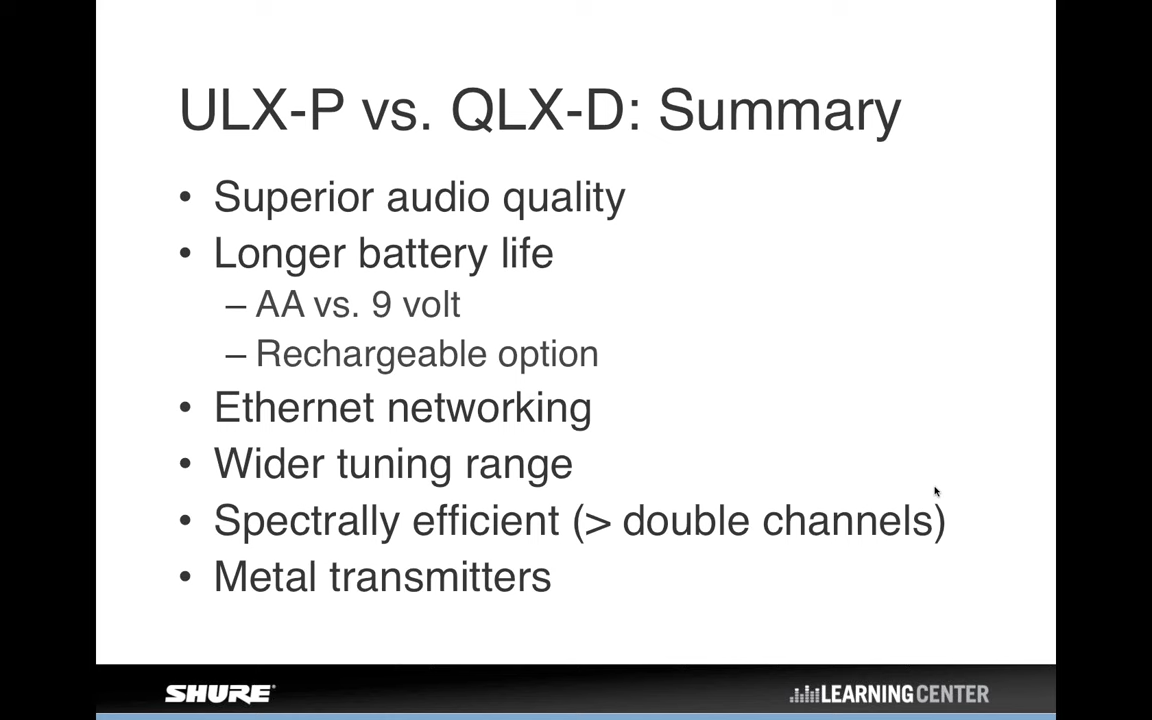 ULX-P vs. QLX-D: Summary
• Superior audio quality
• Longer battery life
– AA vs. 9 volt
– Rechargeable option
• Ethernet networking
• Wider tuning range
• Spectrally efficient (> double channels)
• Metal transmitters
SHURE LEARNING CENTER